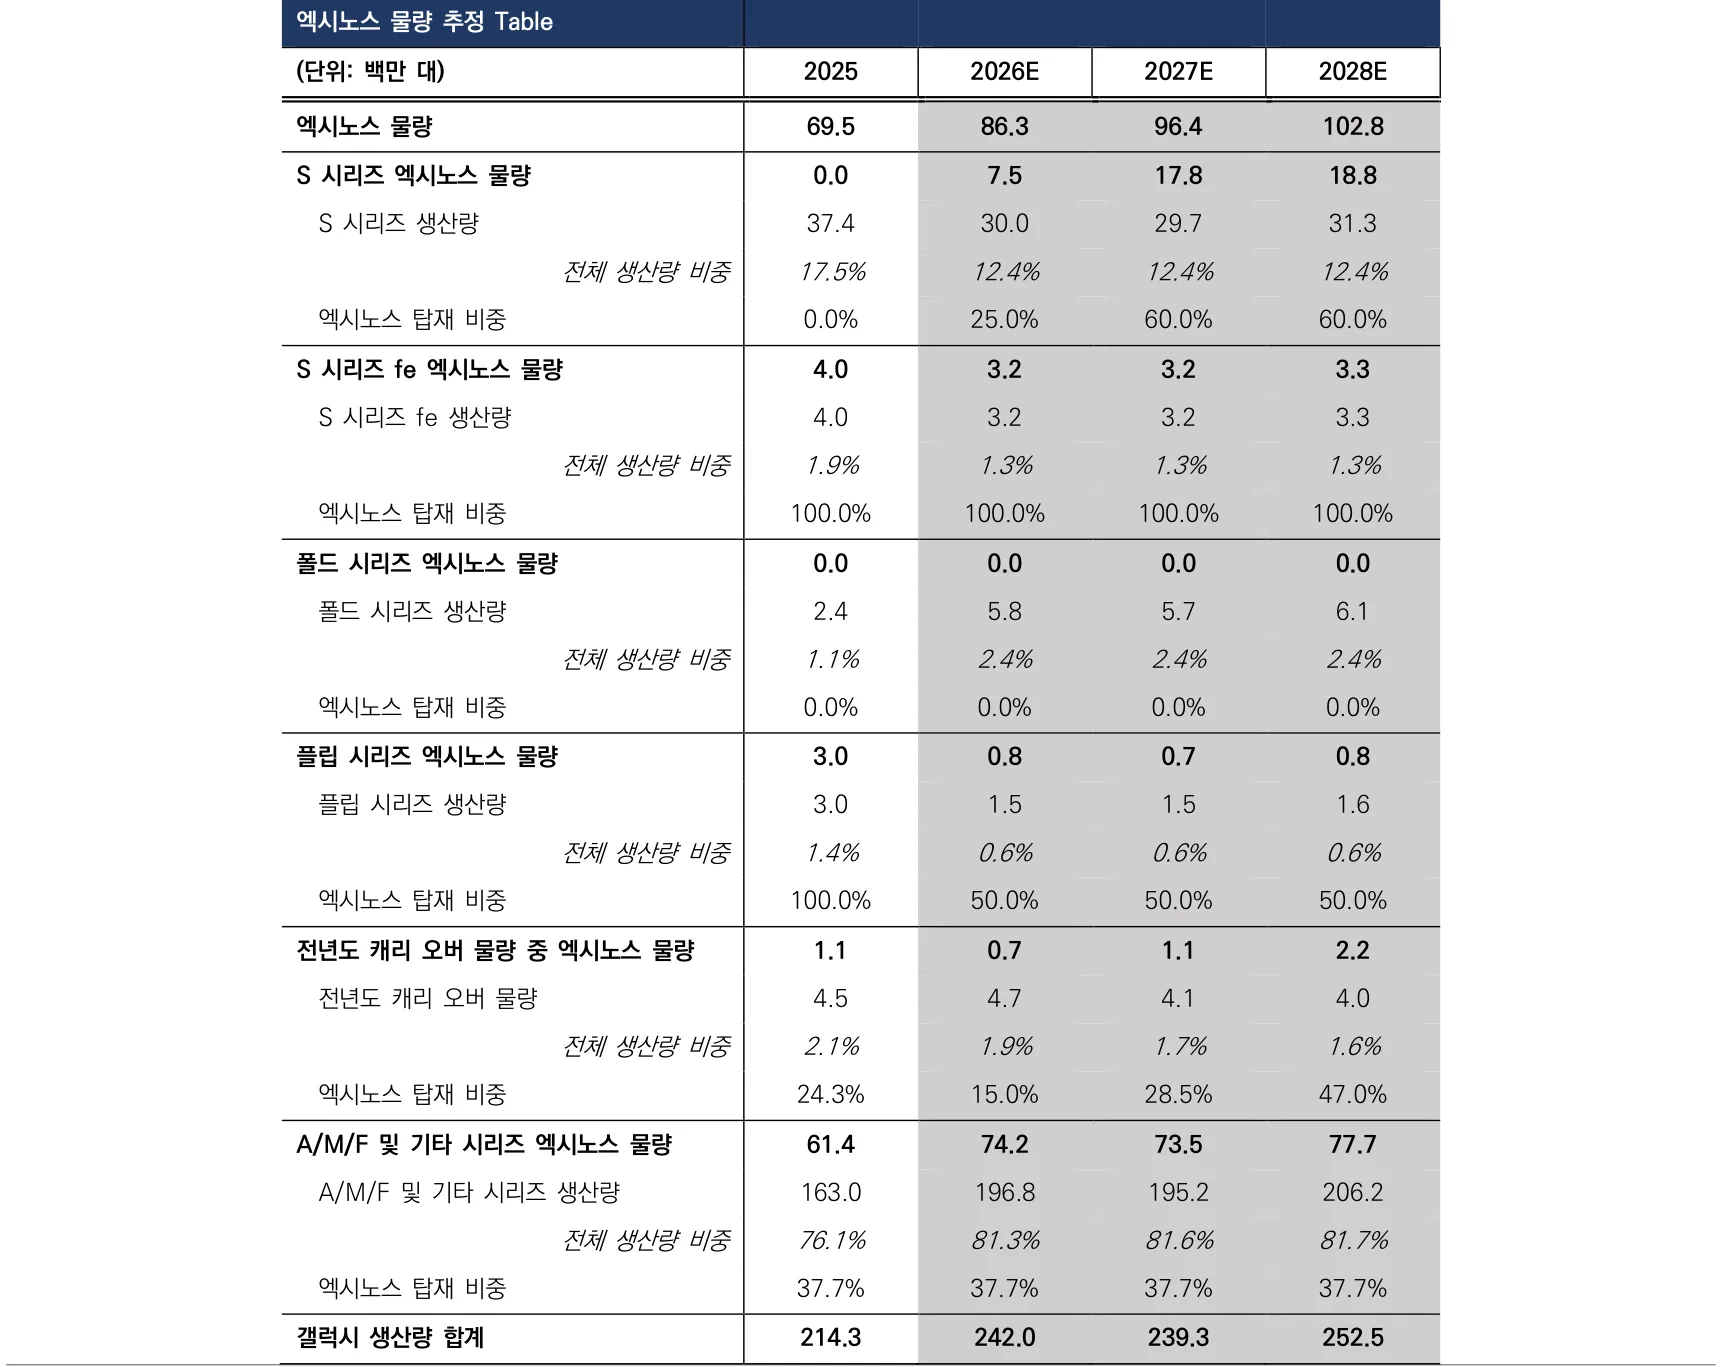 엑시노스 물량 추정 Table
(단위: 백만 대) 2025 2026E 2027E 2028E
엑시노스 물량 69.5 86.3 96.4 102.8
S 시리즈 엑시노스 물량 0.0 7.5 17.8 18.8
S 시리즈 생산량 37.4 30.0 29.7 31.3
전체 생산량 비중 17.5% 12.4% 12.4% 12.4%
엑시노스 탑재 비중 0.0% 25.0% 60.0% 60.0%
S 시리즈 fe 엑시노스 물량 4.0 3.2 3.2 3.3
S 시리즈 fe 생산량 4.0 3.2 3.2 3.3
전체 생산량 비중 1.9% 1.3% 1.3% 1.3%
엑시노스 탑재 비중 100.0% 100.0% 100.0% 100.0%
폴드 시리즈 엑시노스 물량 0.0 0.0 0.0 0.0
폴드 시리즈 생산량 2.4 5.8 5.7 6.1
전체 생산량 비중 1.1% 2.4% 2.4% 2.4%
엑시노스 탑재 비중 0.0% 0.0% 0.0% 0.0%
플립 시리즈 엑시노스 물량 3.0 0.8 0.7 0.8
플립 시리즈 생산량 3.0 1.5 1.5 1.6
전체 생산량 비중 1.4% 0.6% 0.6% 0.6%
엑시노스 탑재 비중 100.0% 50.0% 50.0% 50.0%
전년도 캐리 오버 물량 중 엑시노스 물량 1.1 0.7 1.1 2.2
전년도 캐리 오버 물량 4.5 4.7 4.1 4.0
전체 생산량 비중 2.1% 1.9% 1.7% 1.6%
엑시노스 탑재 비중 24.3% 15.0% 28.5% 47.0%
A/M/F 및 기타 시리즈 엑시노스 물량 61.4 74.2 73.5 77.7
A/M/F 및 기타 시리즈 생산량 163.0 196.8 195.2 206.2
전체 생산량 비중 76.1% 81.3% 81.6% 81.7%
엑시노스 탑재 비중 37.7% 37.7% 37.7% 37.7%
갤럭시 생산량 합계 214.3 242.0 239.3 252.5